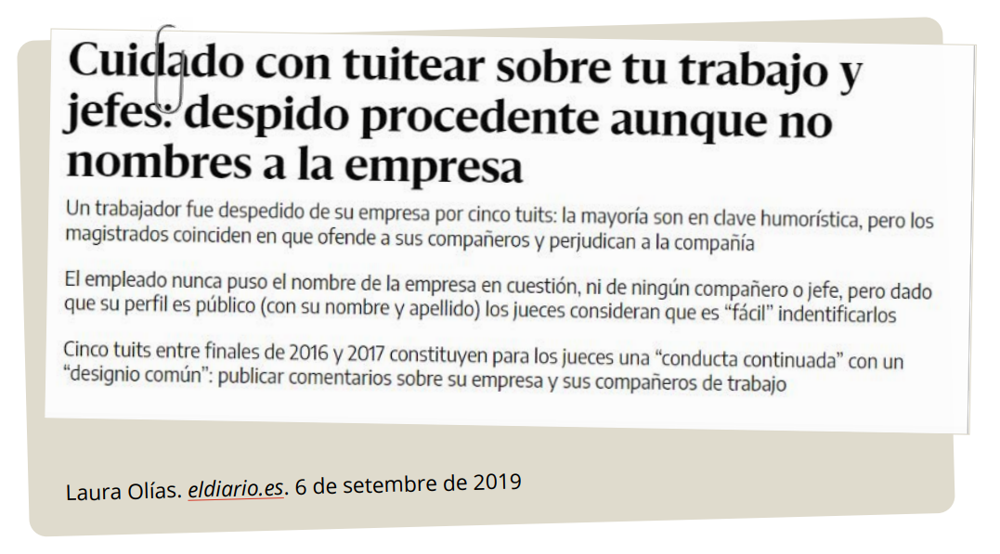 Cuidado con tuitear sobre tu trabajo y
jefes: despido procedente aunque no
nombres a la empresa
Un trabajador fue despedido de su empresa por cinco tuits: la mayoría son en clave humorística, pero los
magistrados coinciden en que ofende a sus compañeros y perjudican a la compañía
El empleado nunca puso el nombre de la empresa en cuestión, ni de ningún compañero o jefe, pero dado
que su perfil es público (con su nombre y apellido) los jueces consideran que es “fácil” indentificarlos
Cinco tuits entre finales de 2016 y 2017 constituyen para los jueces una “conducta continuada” con un
“designio común”: publicar comentarios sobre su empresa y sus compañeros de trabajo
Laura Olías. eldiario.es. 6 de setembre de 2019